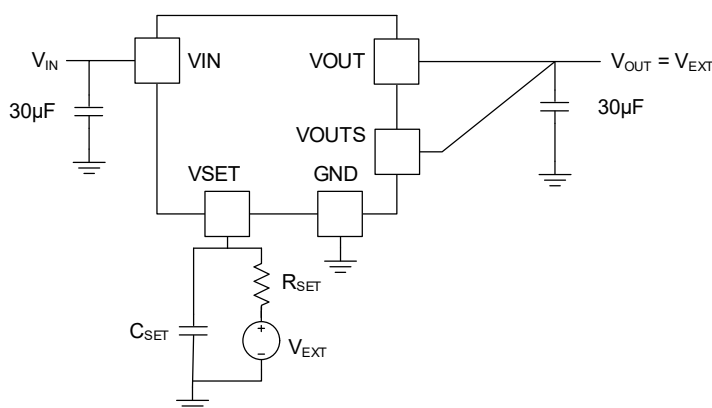 V_IN
VIN
VOUT
V_OUT = V_EXT
30µF
30µF
VOUTS
VSET
GND
R_SET
C_SET
+
−
V_EXT